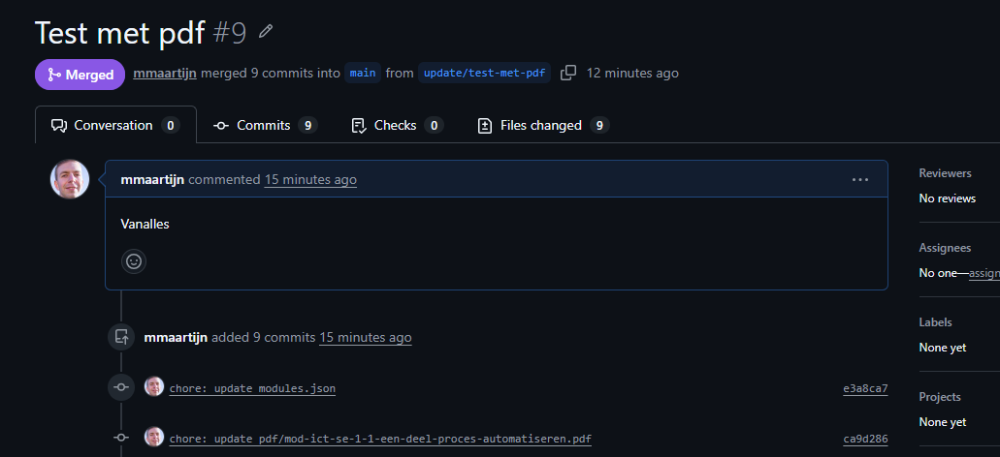 Test met pdf #9
Merged mmaartijn merged 9 commits into main from update/test-met-pdf 12 minutes ago
Conversation 0 Commits 9 Checks 0 Files changed 9
mmaartijn commented 15 minutes ago
Reviewers
No reviews
Vanalles
Assignees
No one—assign
Labels
None yet
mmaartijn added 9 commits 15 minutes ago
chore: update modules.json e3a8ca7
Projects
None yet
chore: update pdf/mod-ict-se-1-1-een-deel-proces-automatiseren.pdf ca9d286